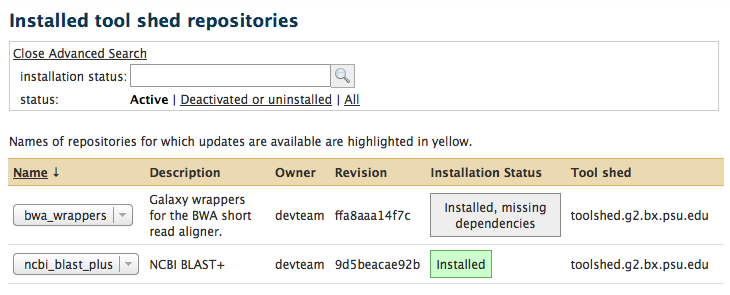 Installed tool shed repositories
Close Advanced Search
installation status:
status: Active | Deactivated or uninstalled | All
Names of repositories for which updates are available are highlighted in yellow.
Name ↓ Description Owner Revision Installation Status Tool shed
bwa_wrappers Galaxy wrappers for the BWA short read aligner. devteam ffa8aaa14f7c Installed, missing dependencies toolshed.g2.bx.psu.edu
ncbi_blast_plus NCBI BLAST+ devteam 9d5beacae92b Installed toolshed.g2.bx.psu.edu